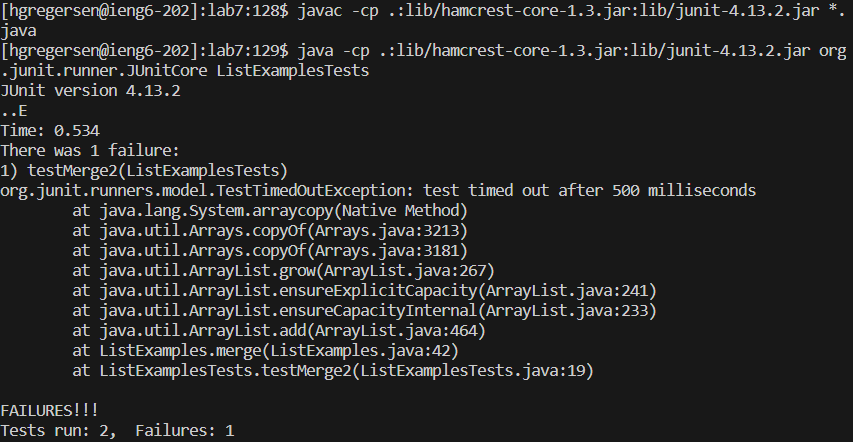 [hgregersen@ieng6-202]:lab7:128$ javac -cp .:lib/hamcrest-core-1.3.jar:lib/junit-4.13.2.jar *.
java
[hgregersen@ieng6-202]:lab7:129$ java -cp .:lib/hamcrest-core-1.3.jar:lib/junit-4.13.2.jar org
.junit.runner.JUnitCore ListExamplesTests
JUnit version 4.13.2
..E
Time: 0.534
There was 1 failure:
1) testMerge2(ListExamplesTests)
org.junit.runners.model.TestTimedOutException: test timed out after 500 milliseconds
        at java.lang.System.arraycopy(Native Method)
        at java.util.Arrays.copyOf(Arrays.java:3213)
        at java.util.Arrays.copyOf(Arrays.java:3181)
        at java.util.ArrayList.grow(ArrayList.java:267)
        at java.util.ArrayList.ensureExplicitCapacity(ArrayList.java:241)
        at java.util.ArrayList.ensureCapacityInternal(ArrayList.java:233)
        at java.util.ArrayList.add(ArrayList.java:464)
        at ListExamples.merge(ListExamples.java:42)
        at ListExamplesTests.testMerge2(ListExamplesTests.java:19)

FAILURES!!!
Tests run: 2,  Failures: 1